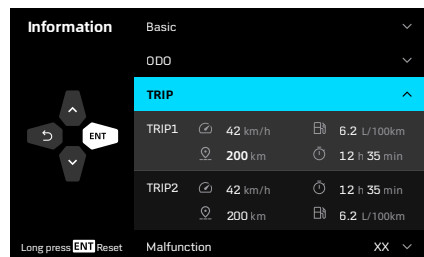 Information
Basic
ODO
TRIP
ENT
TRIP1 42 km/h 6.2 L/100km
200 km 12 h 35 min
TRIP2 42 km/h 12 h 35 min
200 km 6.2 L/100km
Long press ENT Reset
Malfunction XX